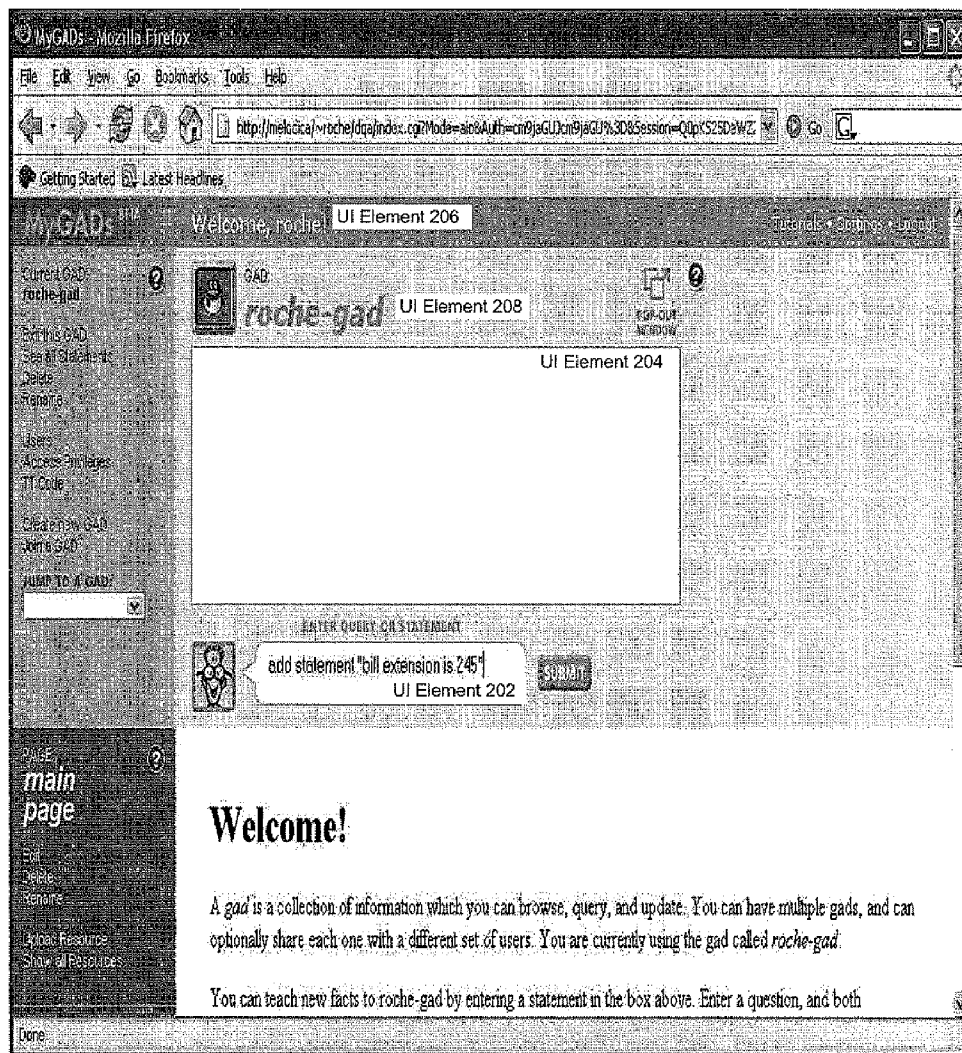 MyGADs - Mozilla Firefox
File Edit View Go Bookmarks Tools Help
Go G
Getting Started Latest Headlines
MyGADs BETA
Welcome, roche!
UI Element 206
Tutorials • Settings • Logout
Current GAD:
roche-gad
Edit this GAD
See all Statements
Delete
Rename
Users
Access Privileges
TT Code
Create new GAD
Join a GAD
JUMP TO A GAD:
GAD:
roche-gad
UI Element 208
POP-OUT
WINDOW
UI Element 204
ENTER QUERY OR STATEMENT
add statement "bill extension is 245"
UI Element 202
SUBMIT
PAGE:
main
page
Edit
Delete
Rename
Upload Resource
Show all Resources
Welcome!
A gad is a collection of information which you can browse, query, and update. You can have multiple gads, and can
optionally share each one with a different set of users. You are currently using the gad called roche-gad.
You can teach new facts to roche-gad by entering a statement in the box above. Enter a question, and both
Done